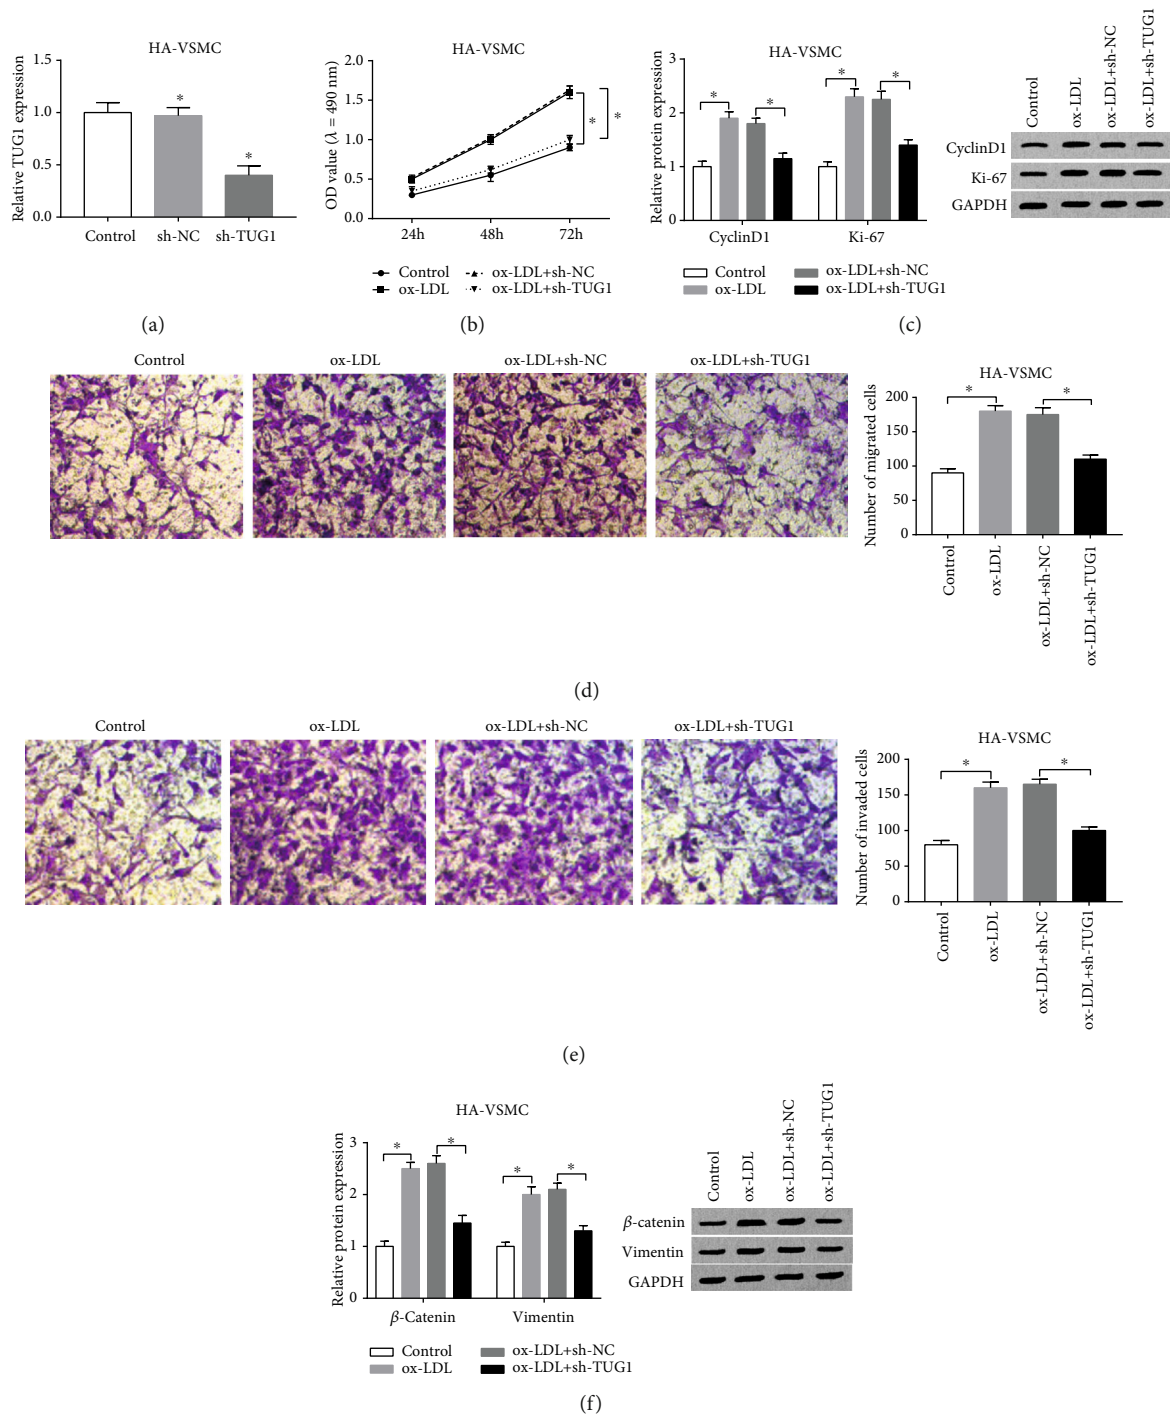 HA-VSMC
Relative TUG1 expression
1.5
1.0
0.5
0.0
*
*
Control
sh-NC
sh-TUG1
(a)
HA-VSMC
OD value (λ = 490 nm)
2.0
1.5
1.0
0.5
0.0
*
*
24h
48h
72h
Control
ox-LDL
ox-LDL+sh-NC
ox-LDL+sh-TUG1
(b)
HA-VSMC
Relative protein expression
3
2
1
0
*
*
*
*
CyclinD1
Ki-67
Control
ox-LDL
ox-LDL+sh-NC
ox-LDL+sh-TUG1
Control
ox-LDL
ox-LDL+sh-NC
ox-LDL+sh-TUG1
CyclinD1
Ki-67
GAPDH
(c)
Control
ox-LDL
ox-LDL+sh-NC
ox-LDL+sh-TUG1
HA-VSMC
Number of migrated cells
200
150
100
50
0
*
*
Control
ox-LDL
ox-LDL+sh-NC
ox-LDL+sh-TUG1
(d)
Control
ox-LDL
ox-LDL+sh-NC
ox-LDL+sh-TUG1
HA-VSMC
Number of invaded cells
200
150
100
50
0
*
*
Control
ox-LDL
ox-LDL+sh-NC
ox-LDL+sh-TUG1
(e)
HA-VSMC
Relative protein expression
3
2
1
0
*
*
*
*
β-Catenin
Vimentin
Control
ox-LDL
ox-LDL+sh-NC
ox-LDL+sh-TUG1
Control
ox-LDL
ox-LDL+sh-NC
ox-LDL+sh-TUG1
β-catenin
Vimentin
GAPDH
(f)